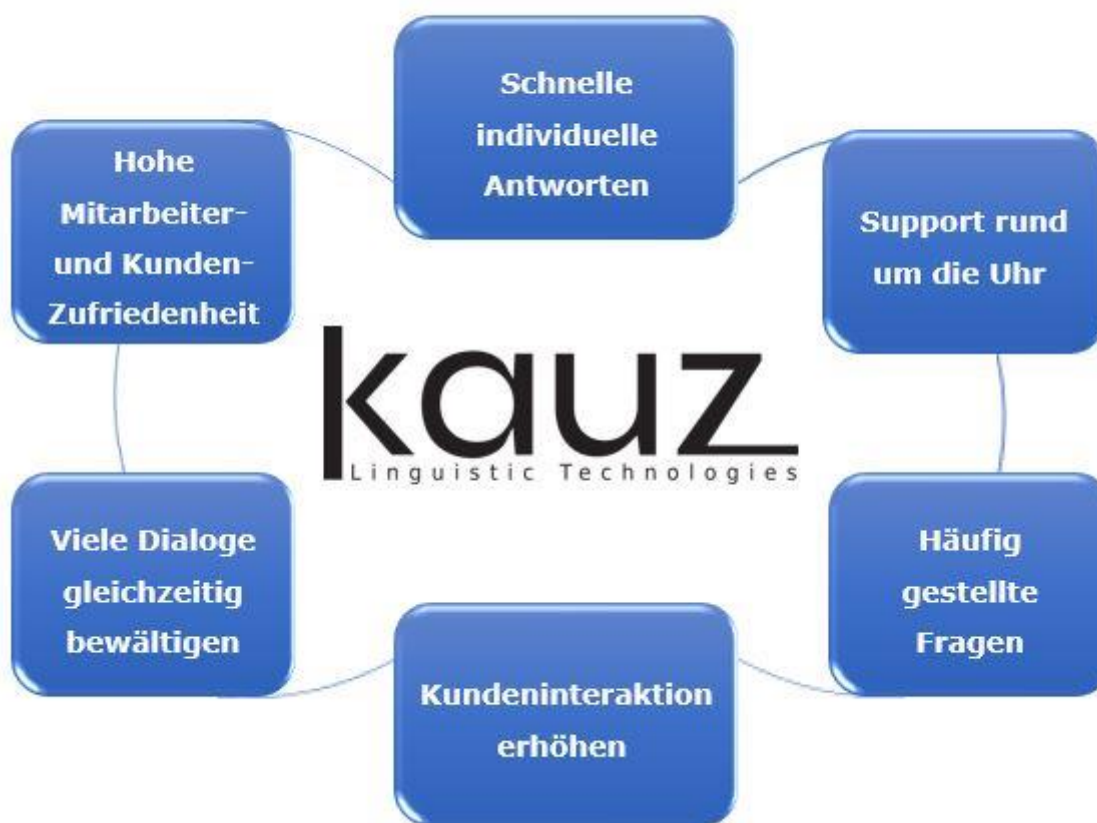 Schnelle
individuelle
Antworten
Support rund
um die Uhr
Häufig
gestellte
Fragen
Kundeninteraktion
erhöhen
Viele Dialoge
gleichzeitig
bewältigen
Hohe
Mitarbeiter-
und Kunden-
Zufriedenheit
kauz
Linguistic Technologies